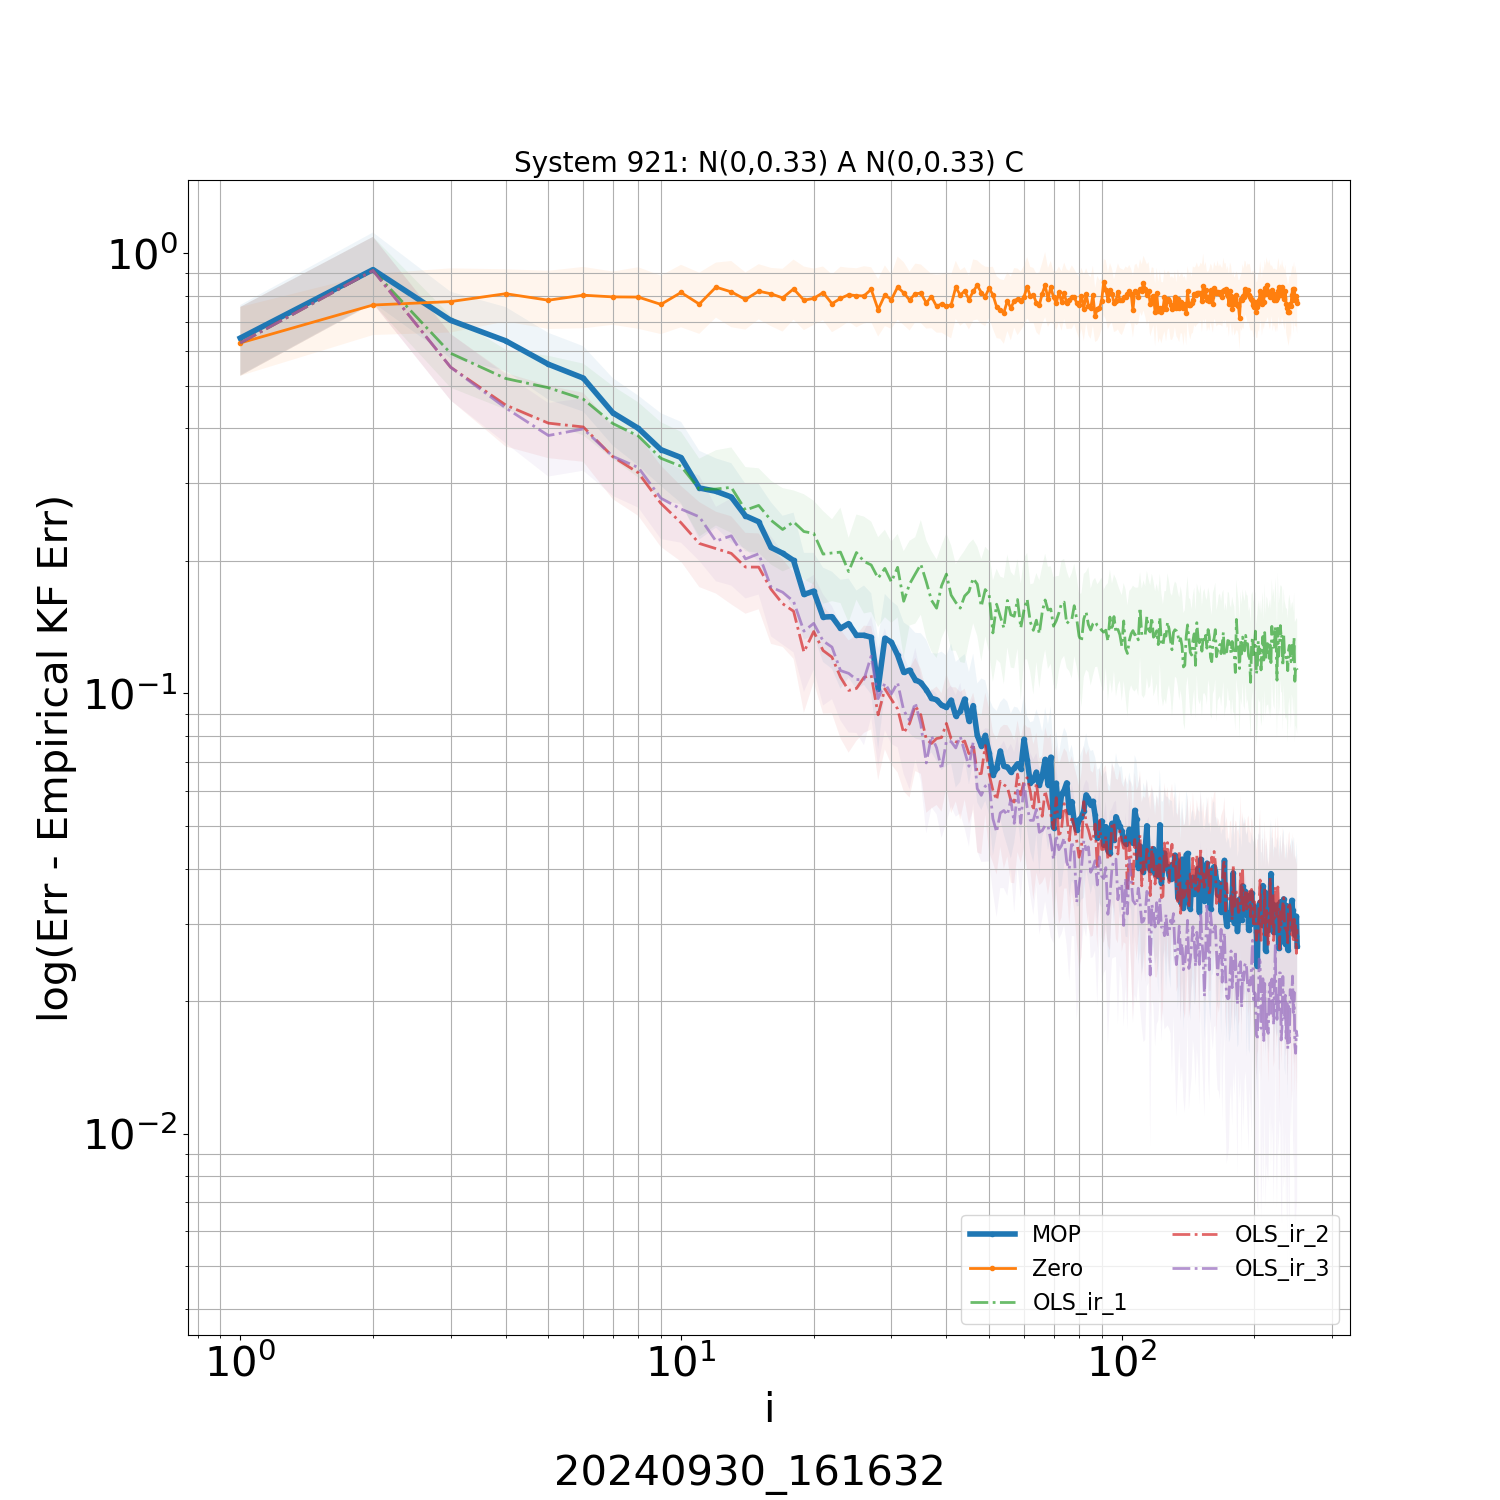 System 921: N(0,0.33) A N(0,0.33) C
10⁰
10⁻¹
10⁻²
log(Err - Empirical KF Err)
MOP
Zero
OLS_ir_1
OLS_ir_2
OLS_ir_3
10⁰
10¹
10²
i
20240930_161632